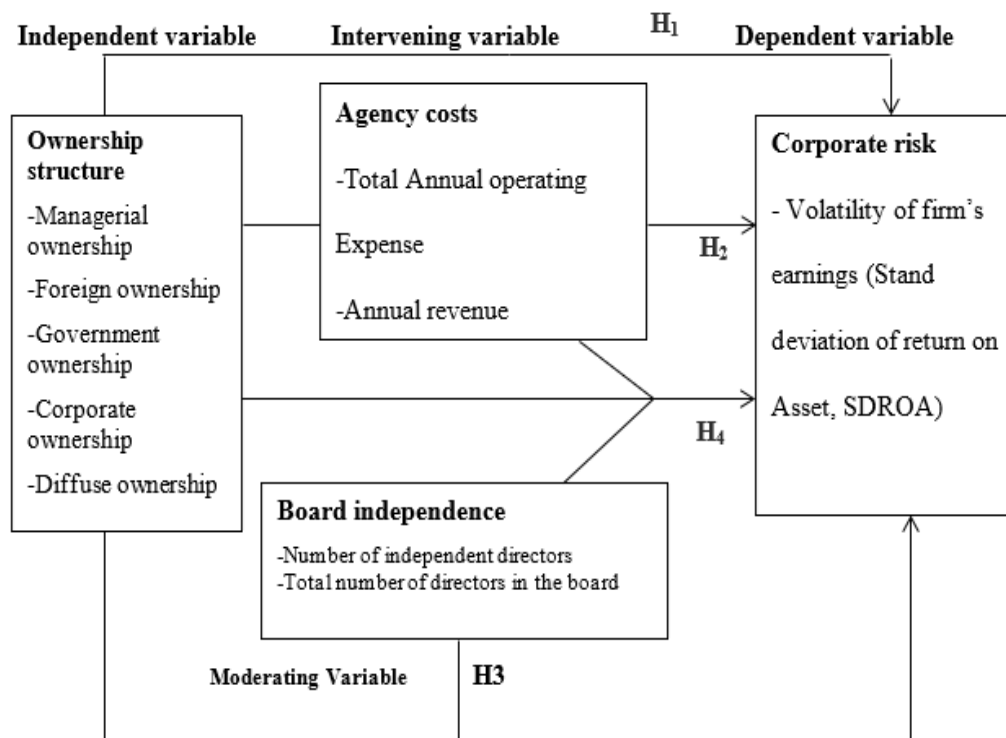 H1
Independent variable
Intervening variable
Dependent variable
Ownership
structure
-Managerial
ownership
-Foreign ownership
-Government
ownership
-Corporate
ownership
-Diffuse ownership
Agency costs
-Total Annual operating
Expense
-Annual revenue
H2
H4
Corporate risk
- Volatility of firm’s
earnings (Stand
deviation of return on
Asset, SDROA)
Board independence
-Number of independent directors
-Total number of directors in the board
Moderating Variable
H3